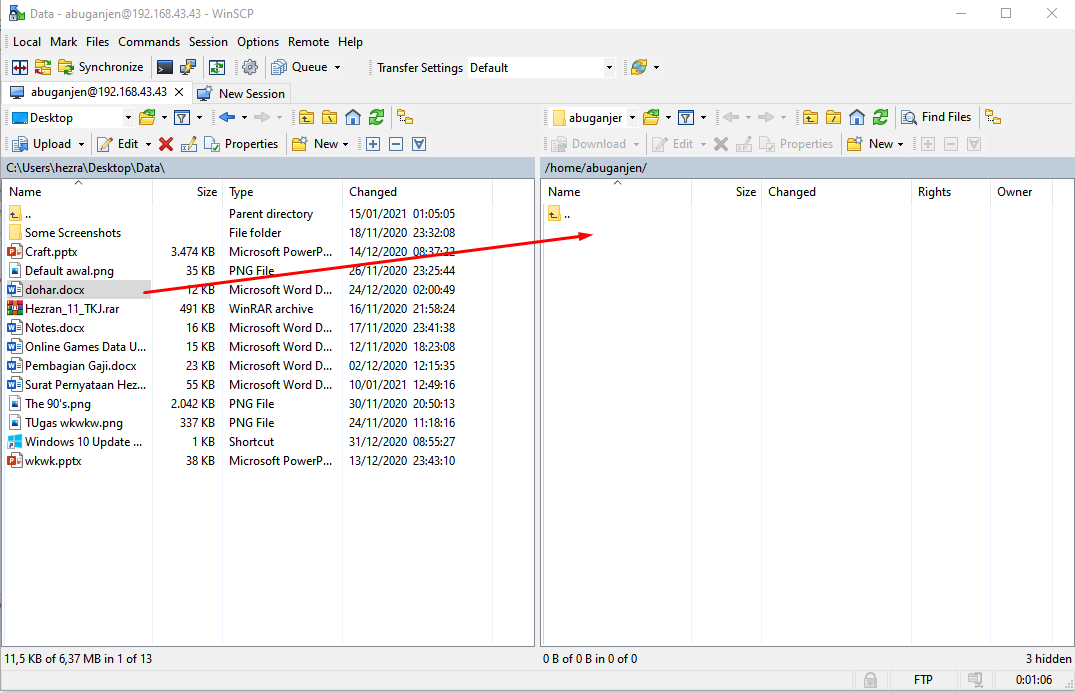 Data - abuganjen@192.168.43.43 - WinSCP
Local Mark Files Commands Session Options Remote Help
Synchronize Queue Transfer Settings Default
abuganjen@192.168.43.43 New Session
Desktop abuganjer Find Files
Upload Edit Properties New Download Edit Properties New
C:\Users\hezra\Desktop\Data\ /home/abuganjen/
Name Size Type Changed Name Size Changed Rights Owner
.. Parent directory 15/01/2021 01:05:05 ..
Some Screenshots File folder 18/11/2020 23:32:08
Craft.pptx 3.474 KB Microsoft PowerP... 14/12/2020 08:37:22
Default awal.png 35 KB PNG File 26/11/2020 23:25:44
dohar.docx 12 KB Microsoft Word D... 24/12/2020 02:00:49
Hezran_11_TKJ.rar 491 KB WinRAR archive 16/11/2020 21:58:24
Notes.docx 16 KB Microsoft Word D... 17/11/2020 23:41:38
Online Games Data U... 15 KB Microsoft Word D... 12/11/2020 18:23:08
Pembagian Gaji.docx 23 KB Microsoft Word D... 02/12/2020 12:15:35
Surat Pernyataan Hez... 55 KB Microsoft Word D... 10/01/2021 12:49:16
The 90's.png 2.042 KB PNG File 30/11/2020 20:50:13
TUgas wkwkw.png 337 KB PNG File 24/11/2020 11:18:16
Windows 10 Update ... 1 KB Shortcut 31/12/2020 08:55:27
wkwk.pptx 38 KB Microsoft PowerP... 13/12/2020 23:43:10
11,5 KB of 6,37 MB in 1 of 13 0 B of 0 B in 0 of 0 3 hidden
FTP 0:01:06